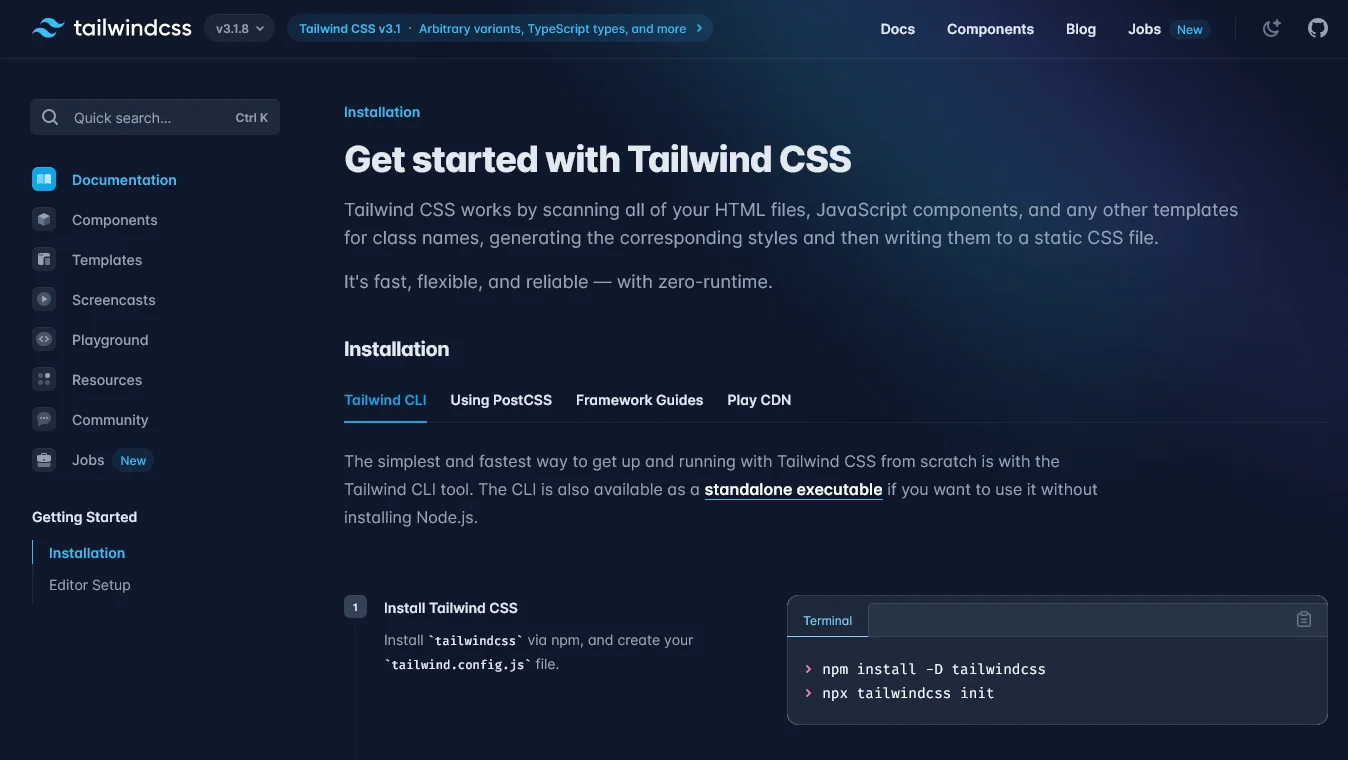 tailwindcss
v3.1.8
Tailwind CSS v3.1 · Arbitrary variants, TypeScript types, and more
Docs
Components
Blog
Jobs New
Quick search...
Ctrl K
Documentation
Components
Templates
Screencasts
Playground
Resources
Community
Jobs New
Getting Started
Installation
Editor Setup
Installation
Get started with Tailwind CSS
Tailwind CSS works by scanning all of your HTML files, JavaScript components, and any other templates
for class names, generating the corresponding styles and then writing them to a static CSS file.
It's fast, flexible, and reliable — with zero-runtime.
Installation
Tailwind CLI
Using PostCSS
Framework Guides
Play CDN
The simplest and fastest way to get up and running with Tailwind CSS from scratch is with the
Tailwind CLI tool. The CLI is also available as a standalone executable if you want to use it without
installing Node.js.
1
Install Tailwind CSS
Install `tailwindcss` via npm, and create your
`tailwind.config.js` file.
Terminal
› npm install -D tailwindcss
› npx tailwindcss init